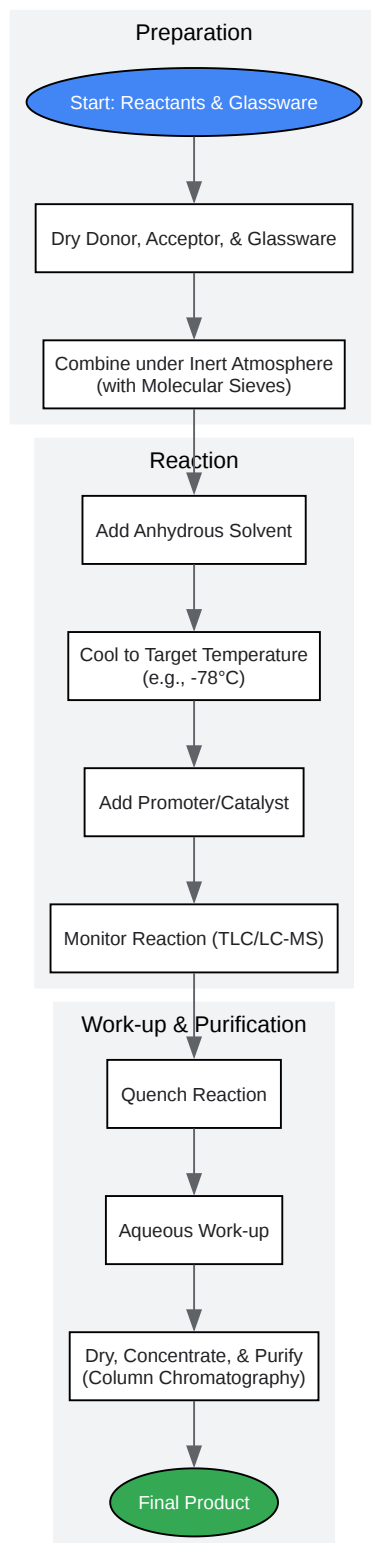 Preparation
Start: Reactants & Glassware
Dry Donor, Acceptor, & Glassware
Combine under Inert Atmosphere
(with Molecular Sieves)
Reaction
Add Anhydrous Solvent
Cool to Target Temperature
(e.g., -78°C)
Add Promoter/Catalyst
Monitor Reaction (TLC/LC-MS)
Work-up & Purification
Quench Reaction
Aqueous Work-up
Dry, Concentrate, & Purify
(Column Chromatography)
Final Product